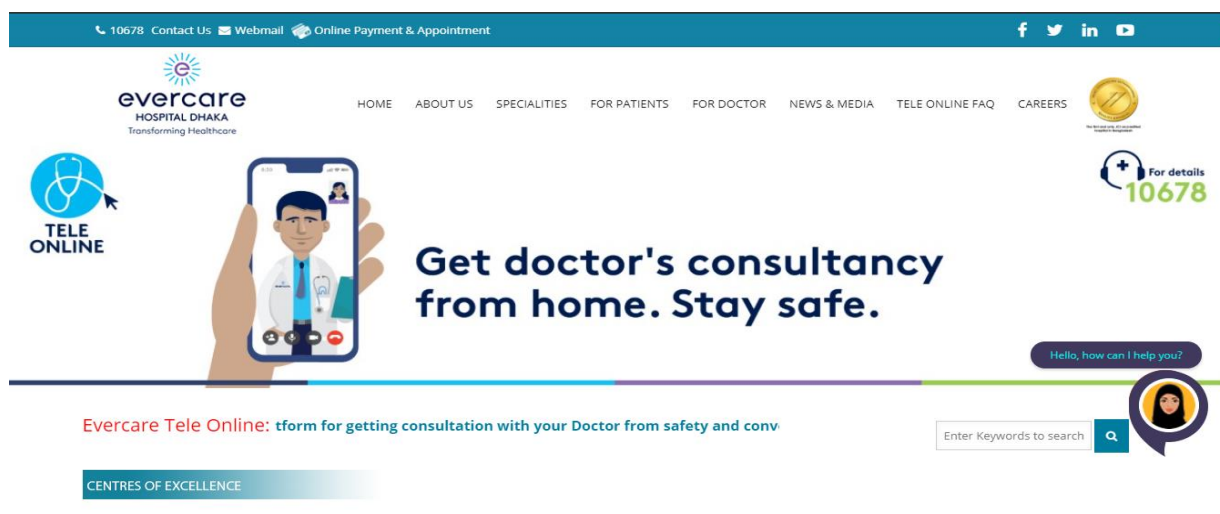 10678 Contact Us Webmail Online Payment & Appointment
evercare
HOSPITAL DHAKA
Transforming Healthcare
HOME ABOUT US SPECIALITIES FOR PATIENTS FOR DOCTOR NEWS & MEDIA TELE ONLINE FAQ CAREERS
TELE
ONLINE
For details
10678
Get doctor's consultancy
from home. Stay safe.
Hello, how can I help you?
Evercare Tele Online: tform for getting consultation with your Doctor from safety and conv
Enter Keywords to search
CENTRES OF EXCELLENCE